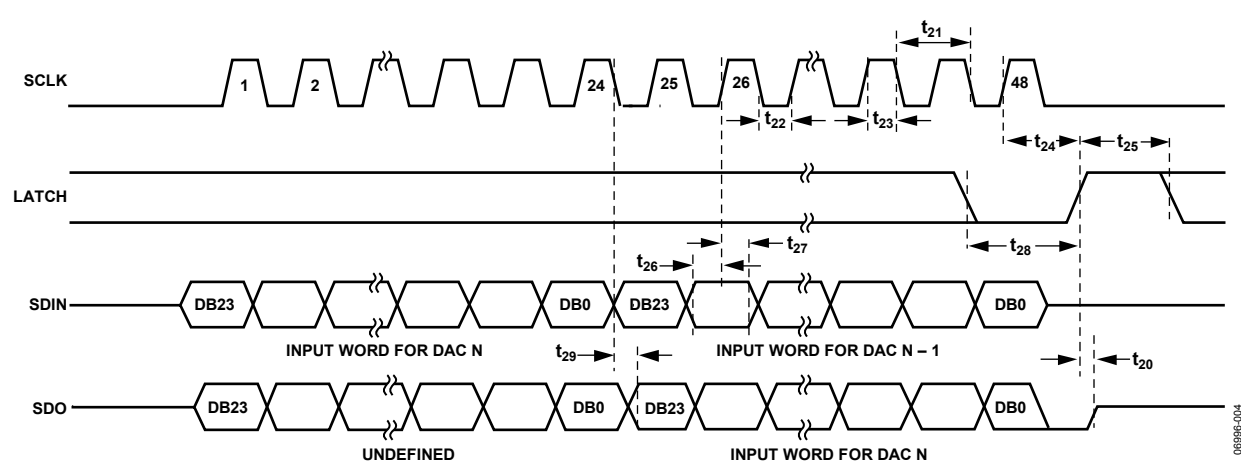 t21
SCLK
1
2
24
25
26
48
t22
t23
t24
t25
LATCH
t27
t28
t26
SDIN
DB23
DB0
DB23
DB0
INPUT WORD FOR DAC N
INPUT WORD FOR DAC N – 1
t29
t20
SDO
DB23
DB0
DB23
DB0
UNDEFINED
INPUT WORD FOR DAC N
06996-004